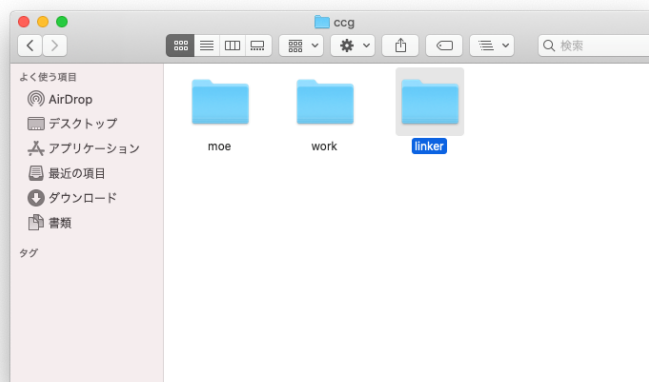 ccg
検索
よく使う項目
AirDrop
デスクトップ
アプリケーション
最近の項目
ダウンロード
書類
タグ
moe
work
linker